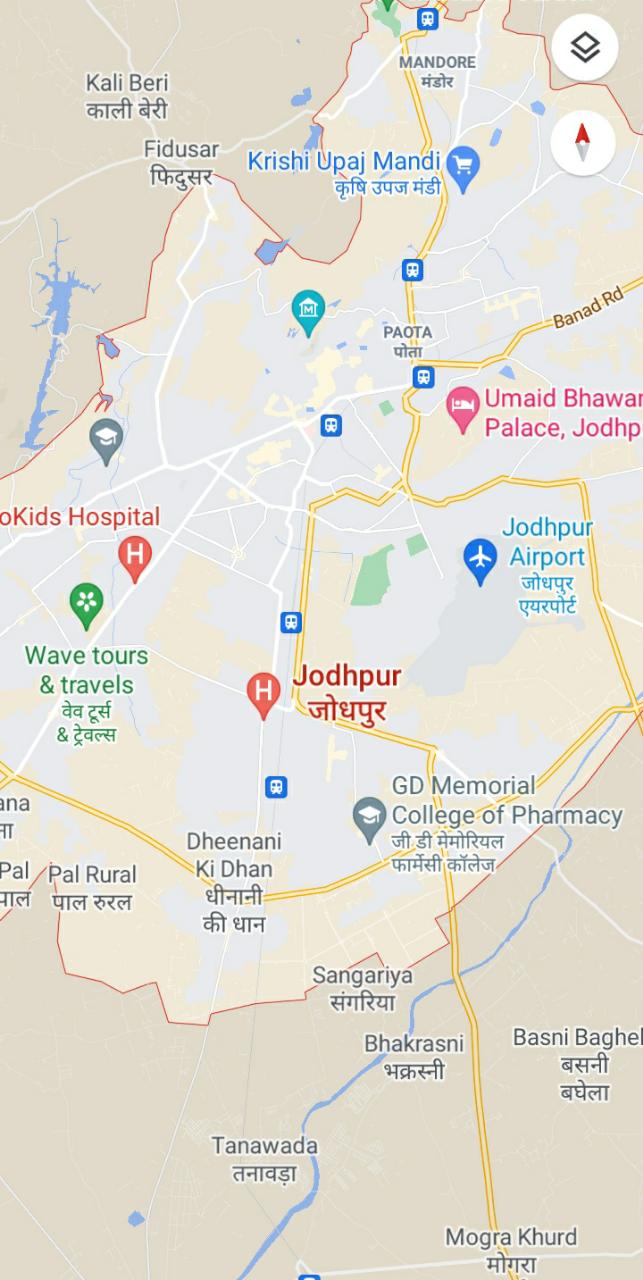 MANDORE
मंडोर
Kali Beri
काली बेरी
Fidusar
फिदुसर
Krishi Upaj Mandi
कृषि उपज मंडी
Banad Rd
PAOTA
पोता
Umaid Bhawan
Palace, Jodhp
oKids Hospital
Jodhpur
Airport
जोधपुर
एयरपोर्ट
Wave tours
& travels
वेव टूर्स
& ट्रेवल्स
Jodhpur
जोधपुर
GD Memorial
College of Pharmacy
जी डी मेमोरियल
फार्मेसी कॉलेज
ana
ना
Pal
पाल
Pal Rural
पाल रुरल
Dheenani
Ki Dhan
धीनानी
की धान
Sangariya
संगरिया
Bhakrasni
भक्रस्नी
Basni Baghel
बसनी
बघेला
Tanawada
तनावड़ा
Mogra Khurd
मोगरा